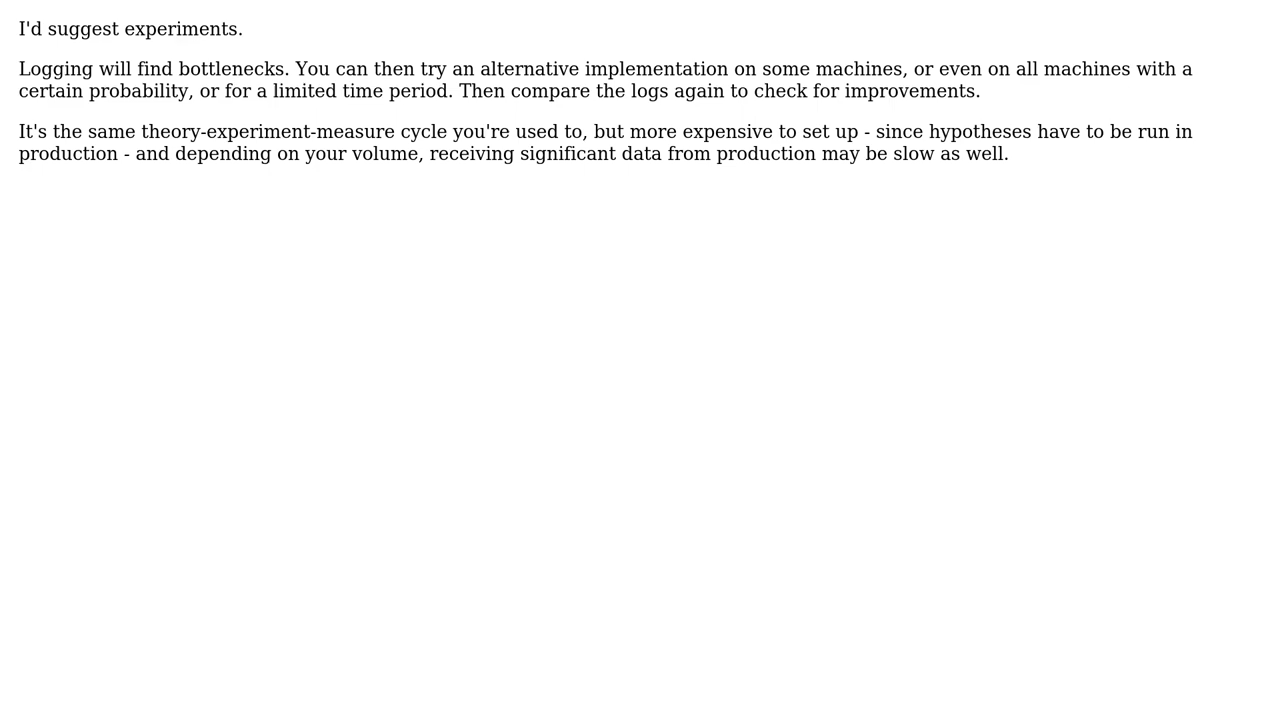 I'd suggest experiments.
Logging will find bottlenecks. You can then try an alternative implementation on some machines, or even on all machines with a
certain probability, or for a limited time period. Then compare the logs again to check for improvements.
It's the same theory-experiment-measure cycle you're used to, but more expensive to set up - since hypotheses have to be run in
production - and depending on your volume, receiving significant data from production may be slow as well.